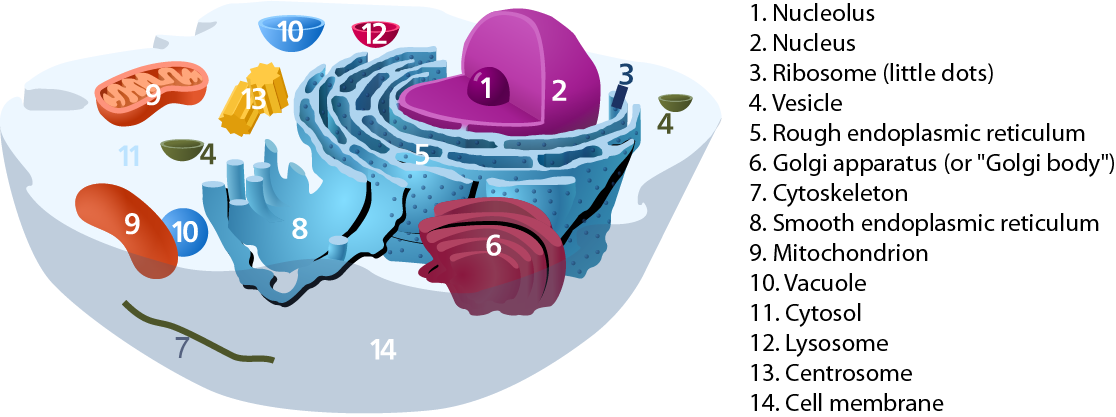 10
12
1
2
3
9
13
4
4
11
5
9
10
8
6
7
14
1. Nucleolus
2. Nucleus
3. Ribosome (little dots)
4. Vesicle
5. Rough endoplasmic reticulum
6. Golgi apparatus (or "Golgi body")
7. Cytoskeleton
8. Smooth endoplasmic reticulum
9. Mitochondrion
10. Vacuole
11. Cytosol
12. Lysosome
13. Centrosome
14. Cell membrane